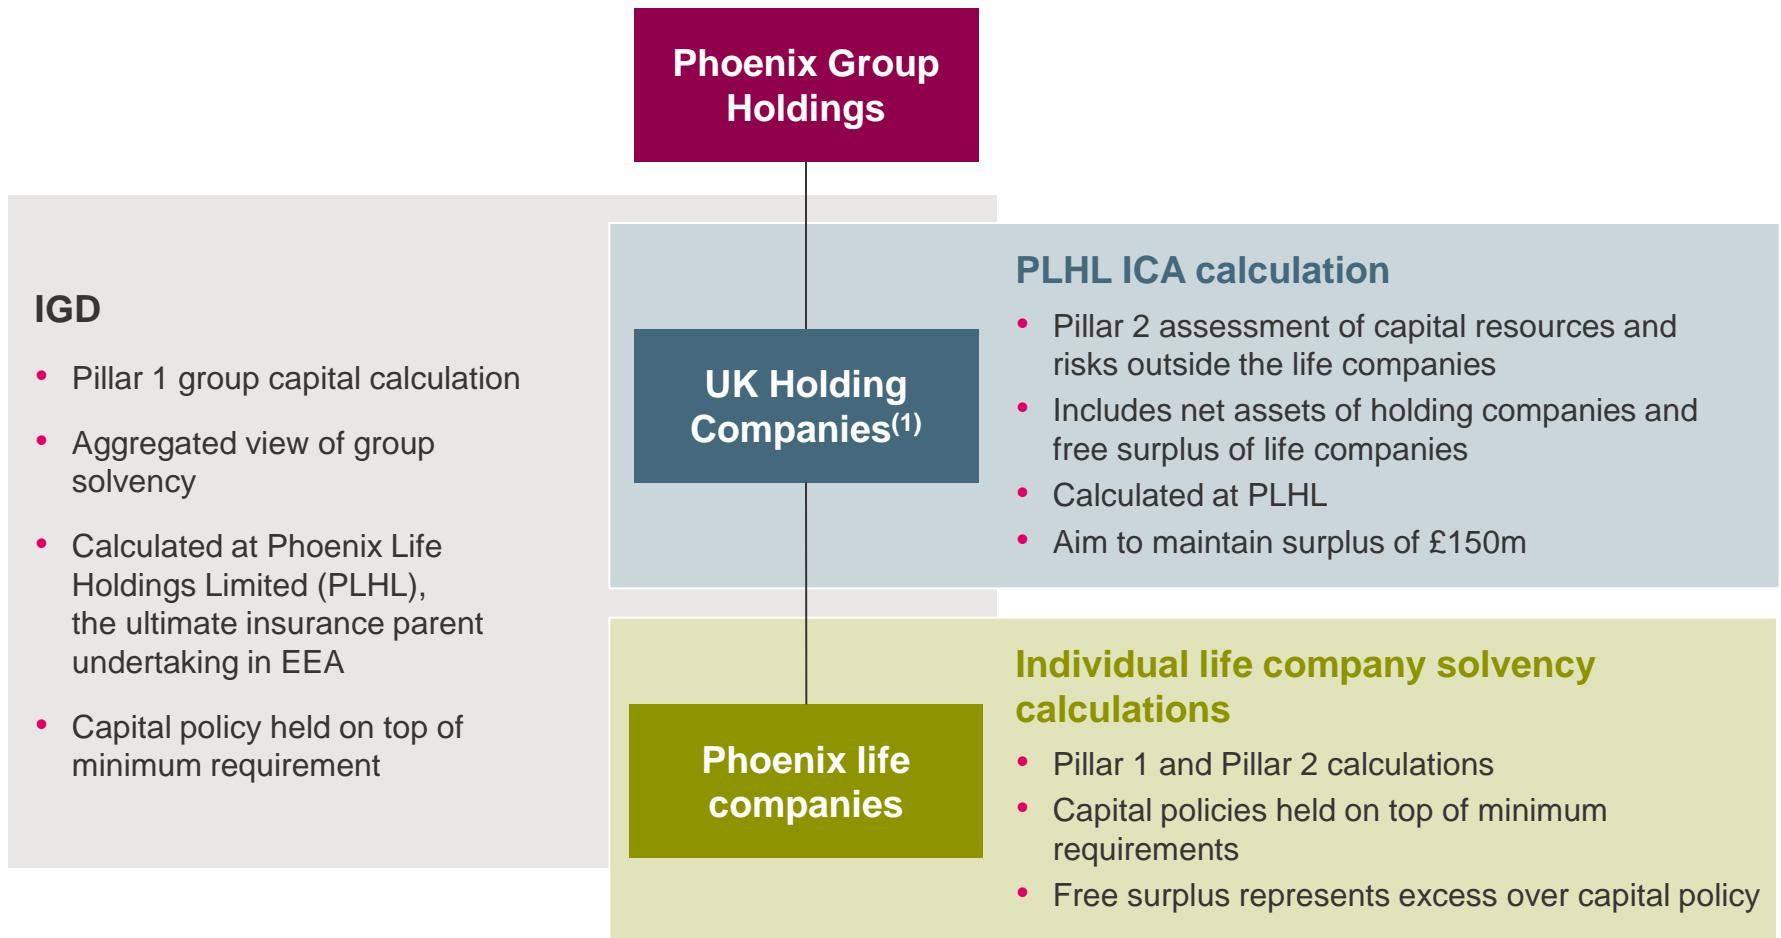 Phoenix Group
Holdings
IGD
• Pillar 1 group capital calculation
• Aggregated view of group
solvency
• Calculated at Phoenix Life
Holdings Limited (PLHL),
the ultimate insurance parent
undertaking in EEA
• Capital policy held on top of
minimum requirement
UK Holding
Companies(1)
PLHL ICA calculation
• Pillar 2 assessment of capital resources and
risks outside the life companies
• Includes net assets of holding companies and
free surplus of life companies
• Calculated at PLHL
• Aim to maintain surplus of £150m
Phoenix life
companies
Individual life company solvency
calculations
• Pillar 1 and Pillar 2 calculations
• Capital policies held on top of minimum
requirements
• Free surplus represents excess over capital policy